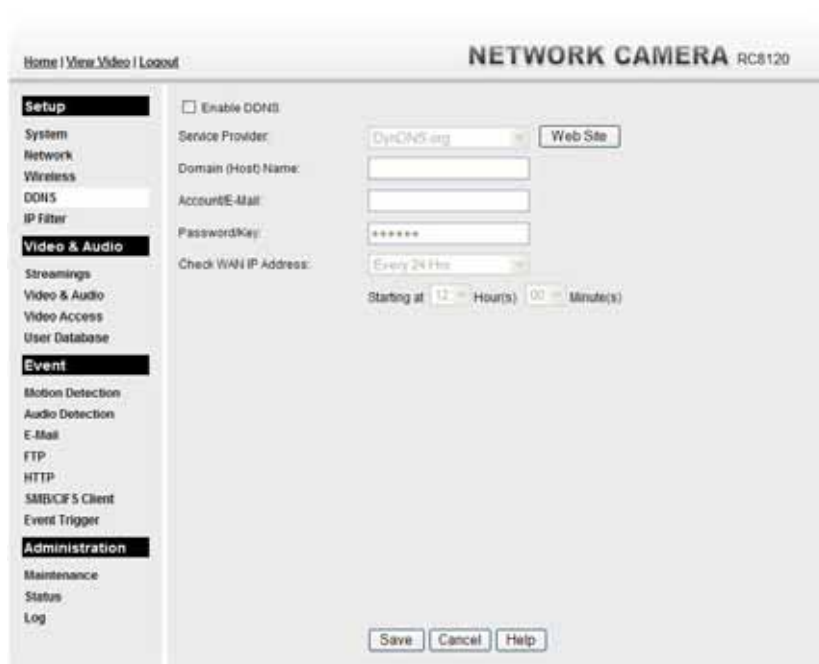 Home | View Video | Logout
NETWORK CAMERA RC8120
Setup
System
Network
Wireless
DDNS
IP Filter
Video & Audio
Streamings
Video & Audio
Video Access
User Database
Event
Motion Detection
Audio Detection
E-Mail
FTP
HTTP
SMB/CIFS Client
Event Trigger
Administration
Maintenance
Status
Log
Enable DDNS
Service Provider: DynDNS.org Web Site
Domain (Host) Name:
Account/E-Mail:
Password/Key: ******
Check WAN IP Address: Every 24 Hrs
Starting at 12 Hour(s) 00 Minute(s)
Save Cancel Help